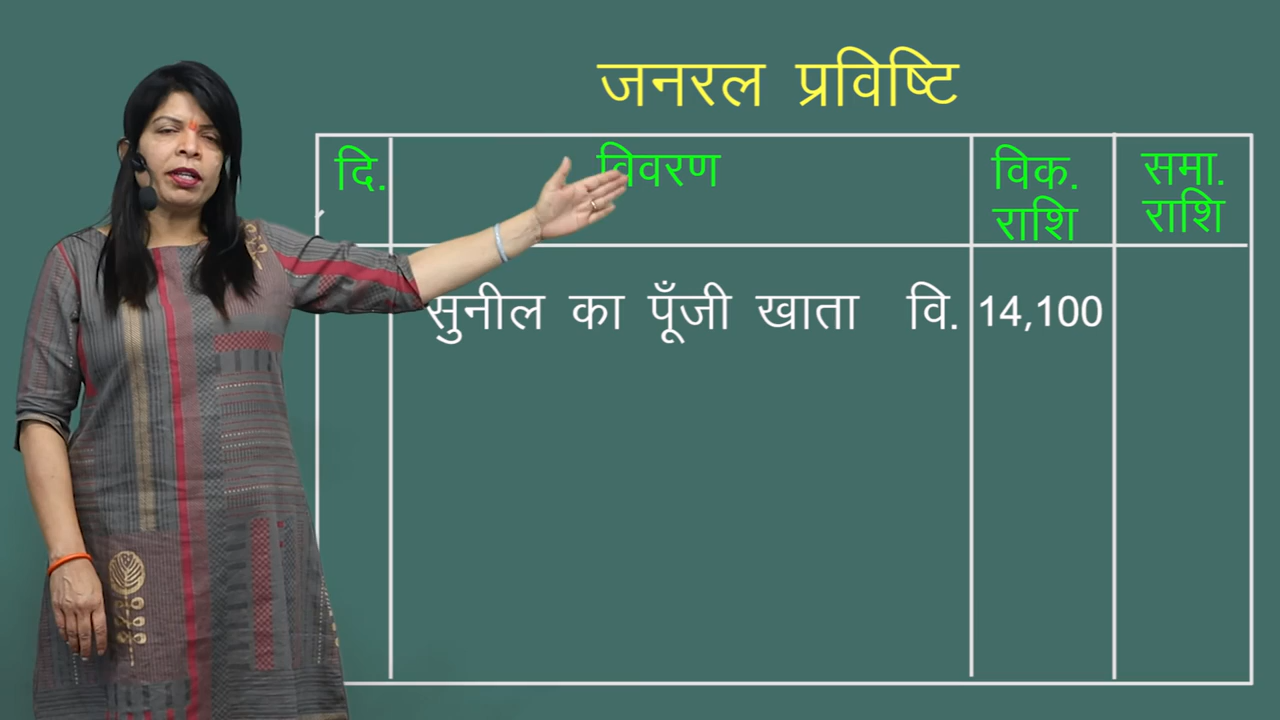 जनरल प्रविष्टि
दि. विवरण विक. राशि समा. राशि
सुनील का पूँजी खाता वि. 14,100